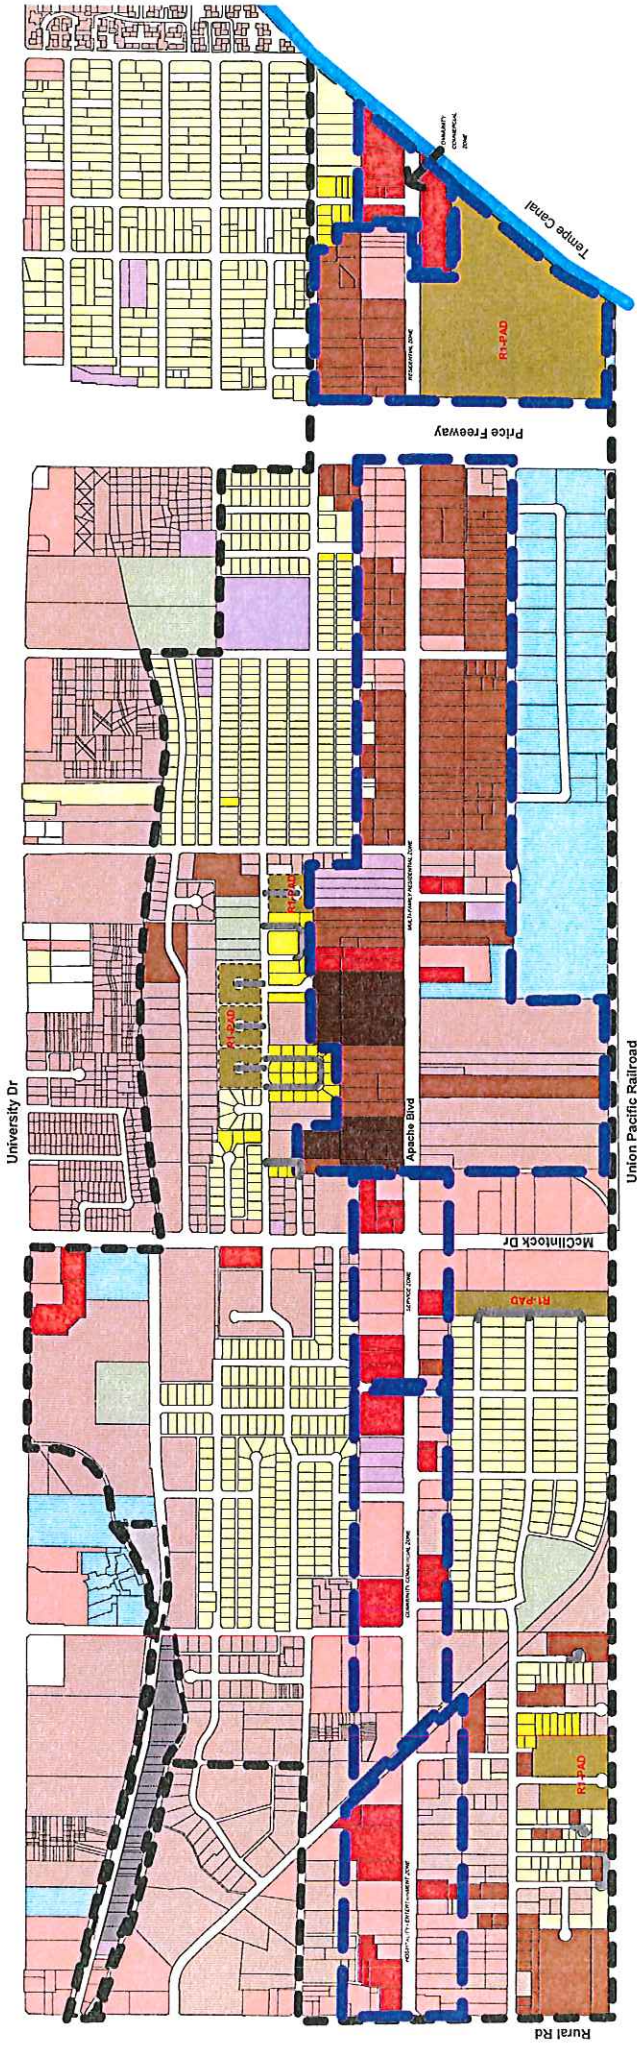 COMMUNITY
COMMERCIAL
ZONE
Tempe Canal
R1-PAD
RESIDENTIAL ZONE
Price Freeway
R1-PAD
MULTI-FAMILY RESIDENTIAL ZONE
R1-PAD
University Dr
Apache Blvd
Union Pacific Railroad
McClintock Dr
SERVICE ZONE
R1-PAD
COMMUNITY COMMERCIAL ZONE
R1-PAD
HOSPITALITY/ENTERTAINMENT ZONE
Rural Rd